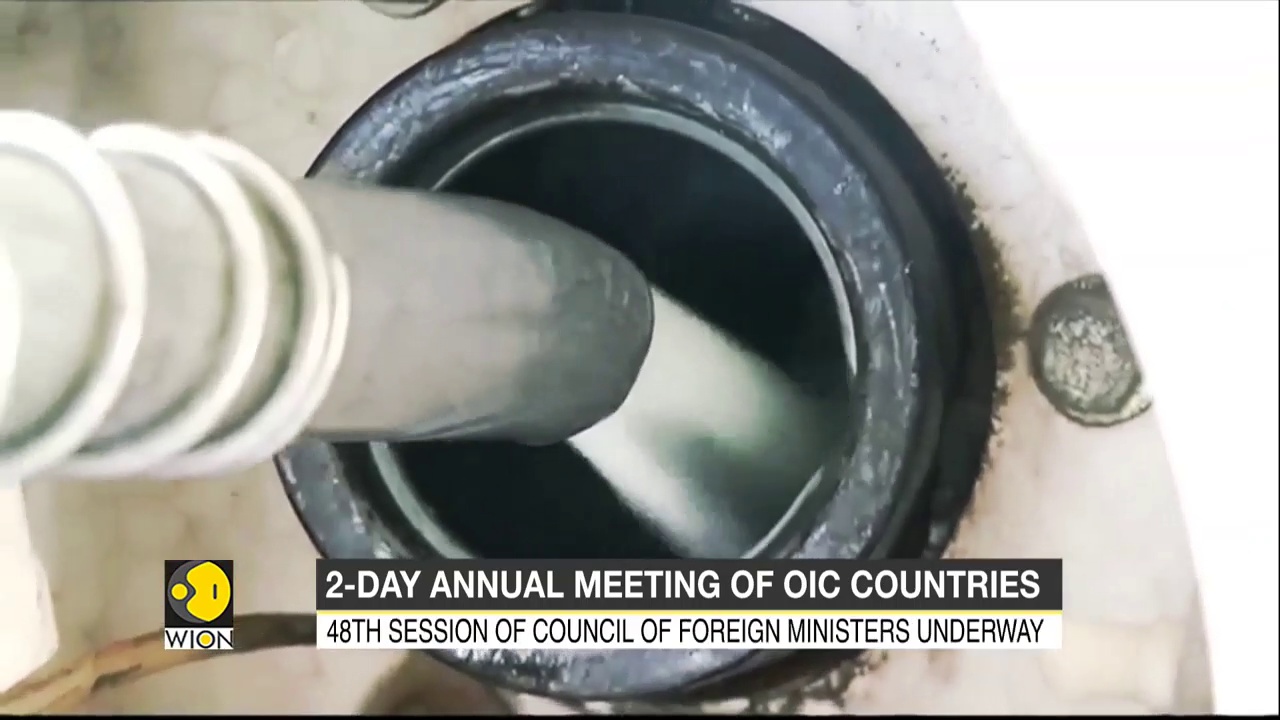 2-DAY ANNUAL MEETING OF OIC COUNTRIES
48TH SESSION OF COUNCIL OF FOREIGN MINISTERS UNDERWAY
WION